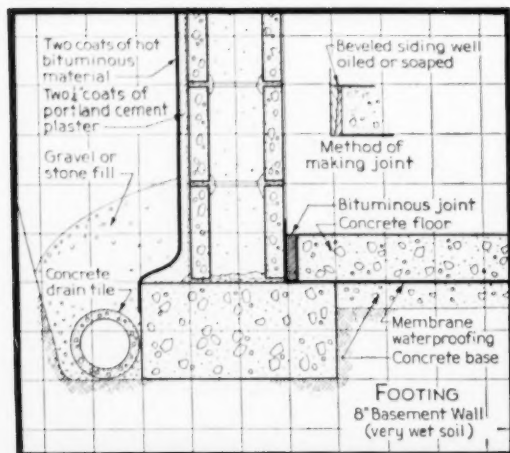 Two coats of hot
bituminous
material
Two ¼" coats of
portland cement
plaster
Gravel or
stone fill
Concrete
drain tile
Beveled siding well
oiled or soaped
Method of
making joint
Bituminous joint
Concrete floor
Membrane
waterproofing
Concrete base
FOOTING
8" Basement Wall
(very wet soil)